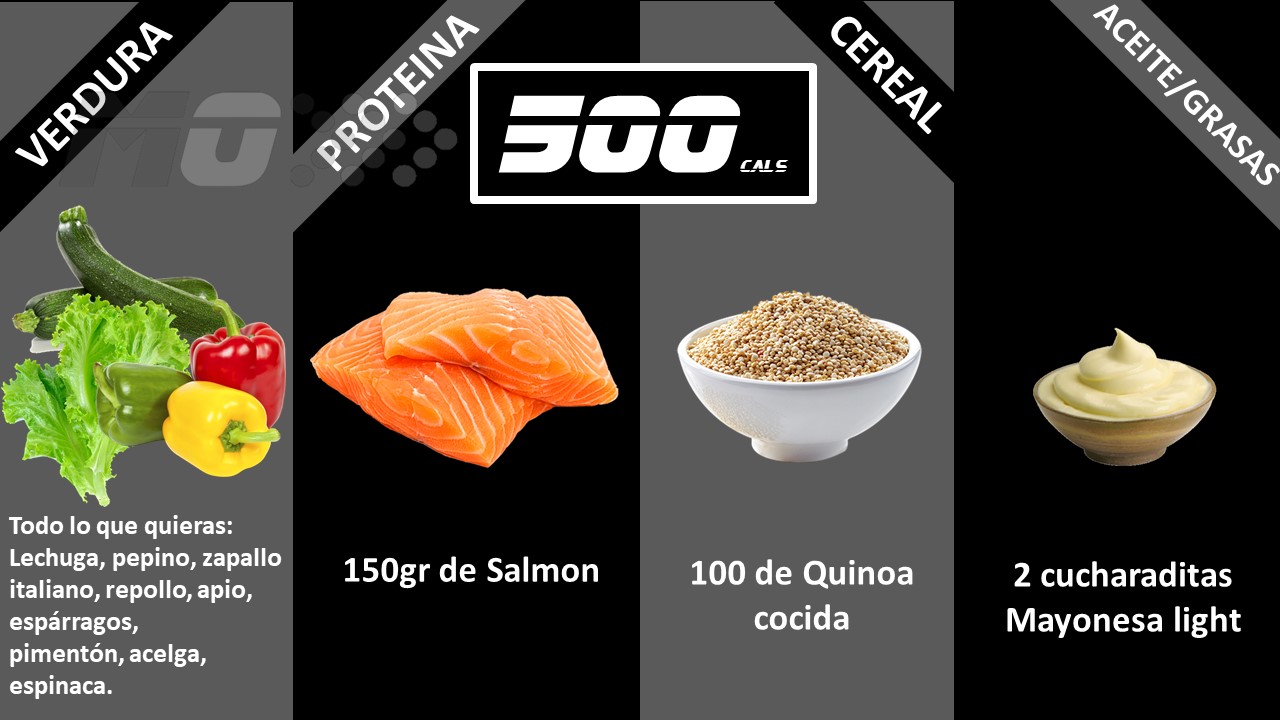 VERDURA
PROTEINA
CEREAL
ACEITE/GRASAS
MO
500
CALS
Todo lo que quieras:
Lechuga, pepino, zapallo
italiano, repollo, apio,
espárragos,
pimentón, acelga,
espinaca.
150gr de Salmon
100 de Quinoa
cocida
2 cucharaditas
Mayonesa light